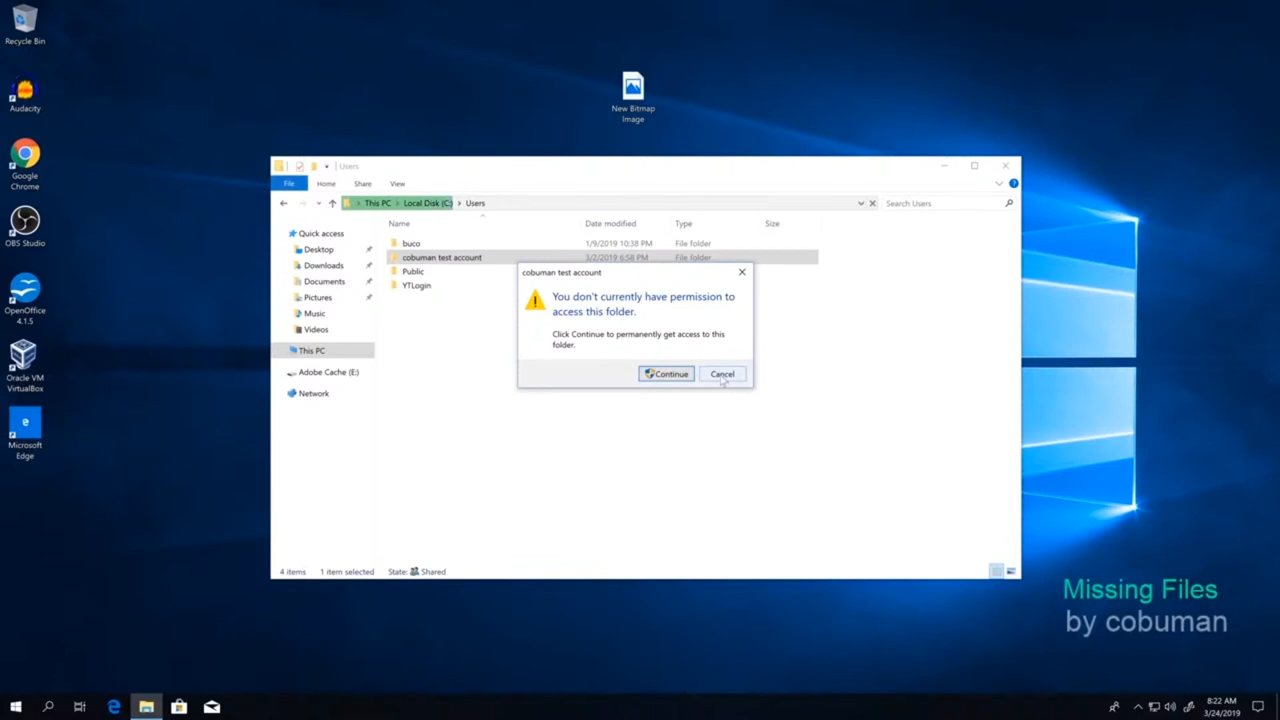 Recycle Bin
Audacity
Google
Chrome
OBS Studio
OpenOffice
4.1.5
Oracle VM
VirtualBox
Microsoft
Edge
New Bitmap
Image
Users
File
Home
Share
View
This PC
Local Disk (C:)
Users
Search Users
Quick access
Desktop
Downloads
Documents
Pictures
Music
Videos
This PC
Adobe Cache (E:)
Network
Name
Date modified
Type
Size
buco
1/9/2019 10:38 PM
File folder
cobuman test account
3/2/2019 6:58 PM
File folder
Public
YTLogin
cobuman test account
You don't currently have permission to
access this folder.
Click Continue to permanently get access to this
folder.
Continue
Cancel
4 items
1 item selected
State:
Shared
Missing Files
by cobuman
8:22 AM
3/24/2019